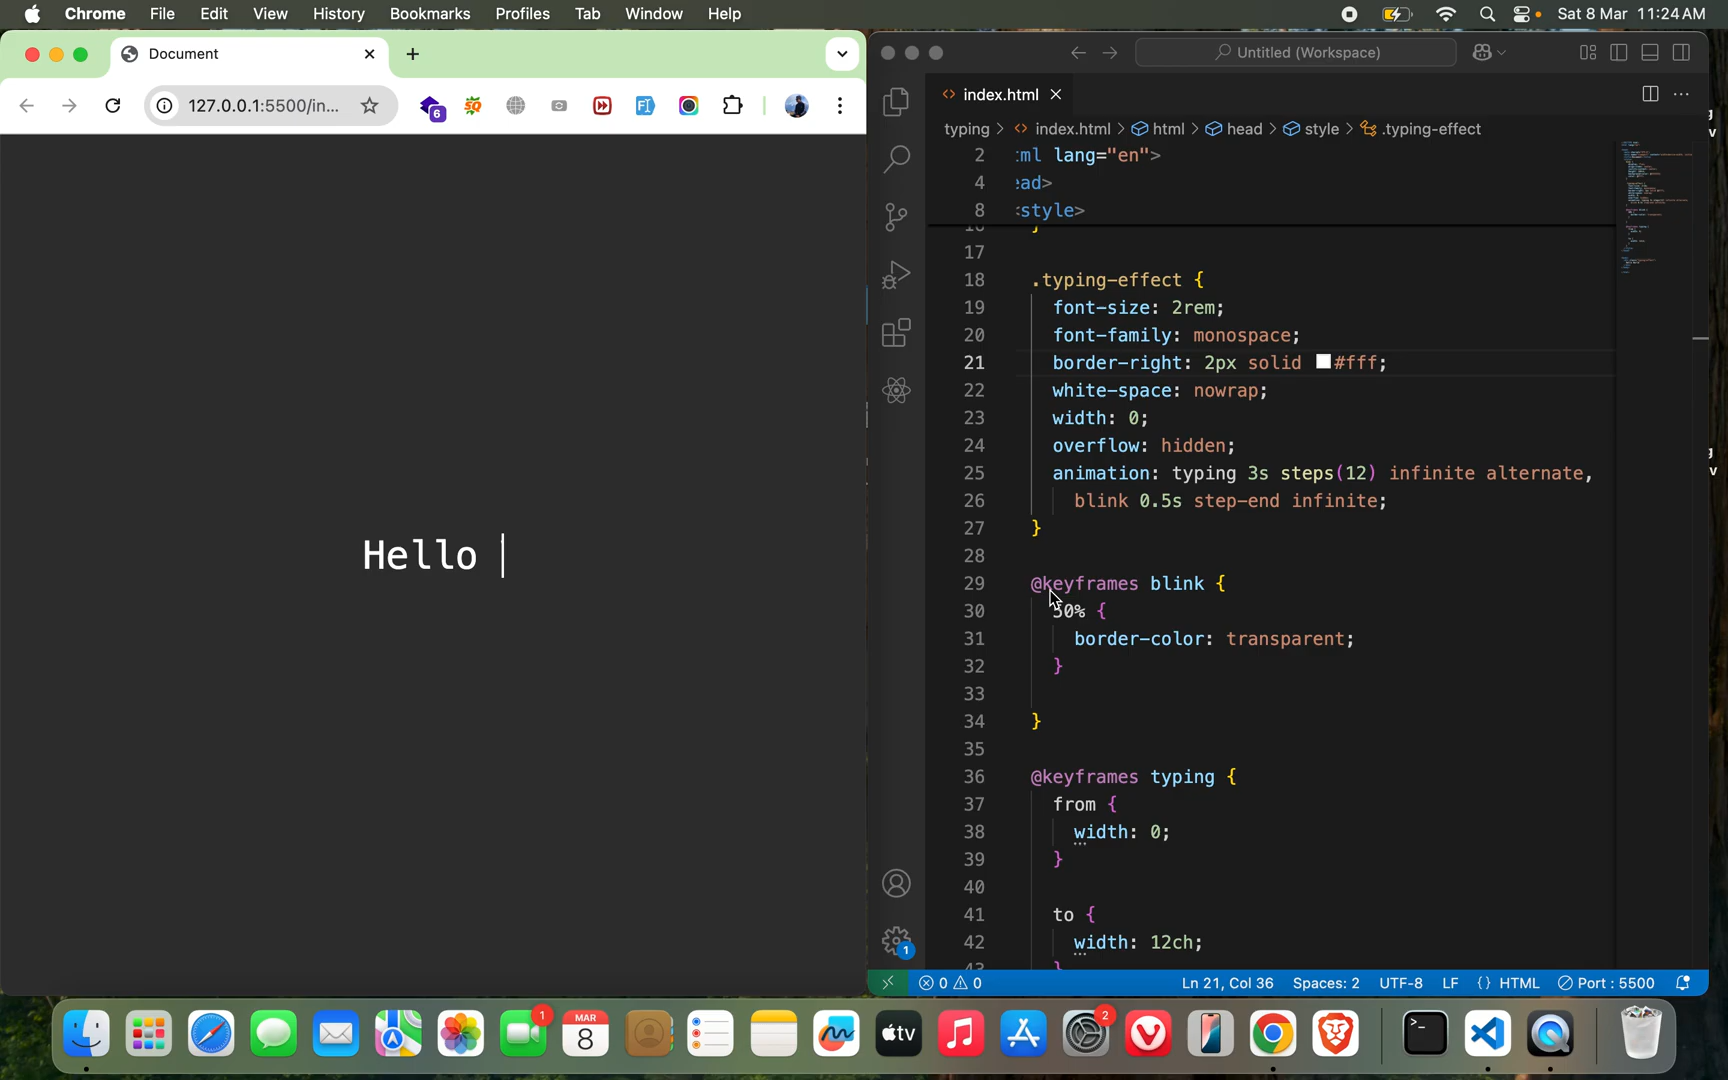 Chrome File Edit View History Bookmarks Profiles Tab Window Help Sat 8 Mar 11:24 AM
Document
127.0.0.1:5500/in...
6
Hello |
Untitled (Workspace)
index.html
typing > index.html > html > head > style > .typing-effect
2 :ml lang="en">
4 :ad>
8 :style>
16 }
17
18 .typing-effect {
19 font-size: 2rem;
20 font-family: monospace;
21 border-right: 2px solid #fff;
22 white-space: nowrap;
23 width: 0;
24 overflow: hidden;
25 animation: typing 3s steps(12) infinite alternate,
26 blink 0.5s step-end infinite;
27 }
28
29 @keyframes blink {
30 50% {
31 border-color: transparent;
32 }
33
34 }
35
36 @keyframes typing {
37 from {
38 width: 0;
39 }
40
41 to {
42 width: 12ch;
43 }
1
0 0 Ln 21, Col 36 Spaces: 2 UTF-8 LF {} HTML Port : 5500
1 MAR 8 tv 2